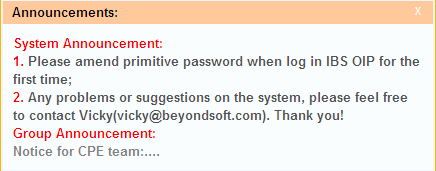 Announcements:
X
System Announcement:
1. Please amend primitive password when log in IBS OIP for the
first time;
2. Any problems or suggestions on the system, please feel free
to contact Vicky(vicky@beyondsoft.com). Thank you!
Group Announcement:
Notice for CPE team:....